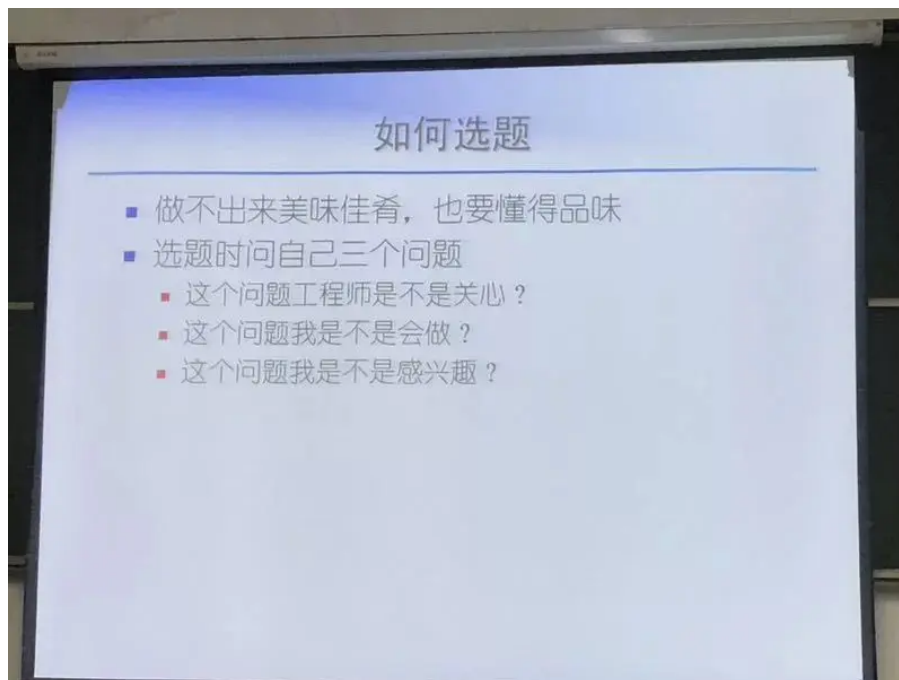 如何选题
做不出来美味佳肴，也要懂得品味
选题时问自己三个问题
这个问题工程师是不是关心？
这个问题我是不是会做？
这个问题我是不是感兴趣？